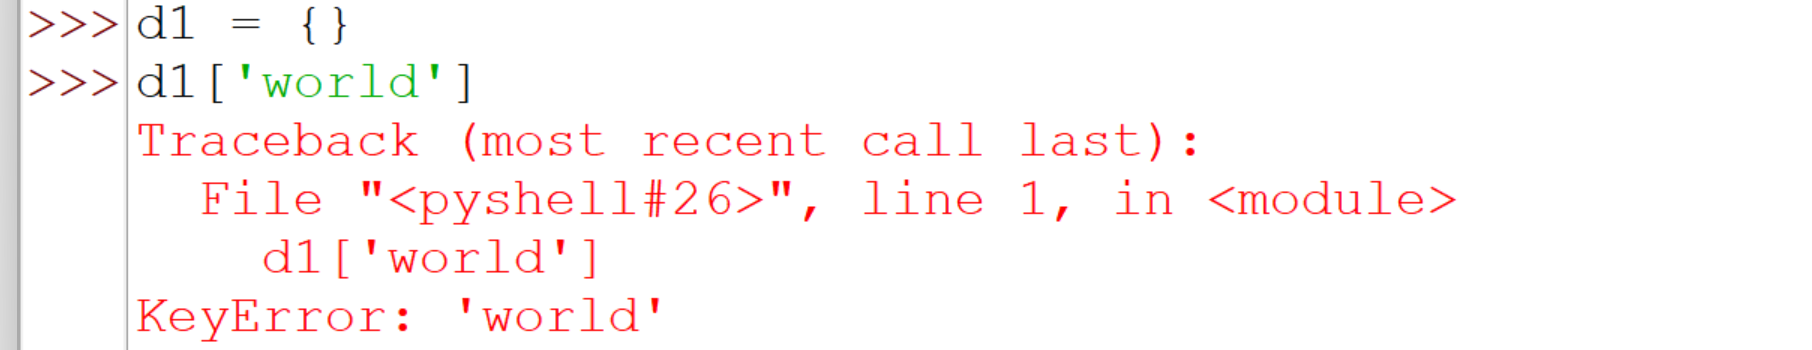 >>> d1 = {}
>>> d1['world']
Traceback (most recent call last):
  File "<pyshell#26>", line 1, in <module>
    d1['world']
KeyError: 'world'